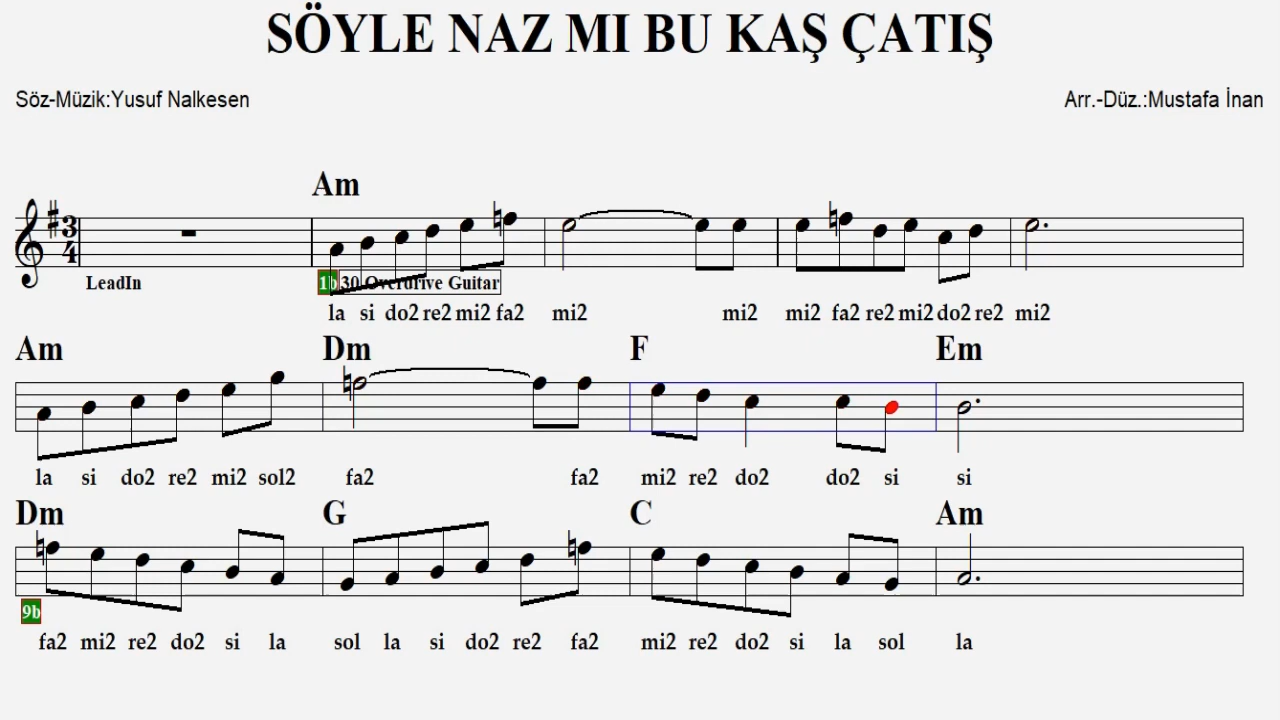 SÖYLE NAZ MI BU KAŞ ÇATIŞ
Söz-Müzik:Yusuf Nalkesen
Arr.-Düz.:Mustafa İnan
Am
3
4
LeadIn
1b 30 Overdrive Guitar
la si do2 re2 mi2 fa2 mi2 mi2 mi2 fa2 re2 mi2 do2 re2 mi2
Am Dm F Em
la si do2 re2 mi2 sol2 fa2 fa2 mi2 re2 do2 do2 si si
Dm G C Am
9b
fa2 mi2 re2 do2 si la sol la si do2 re2 fa2 mi2 re2 do2 si la sol la